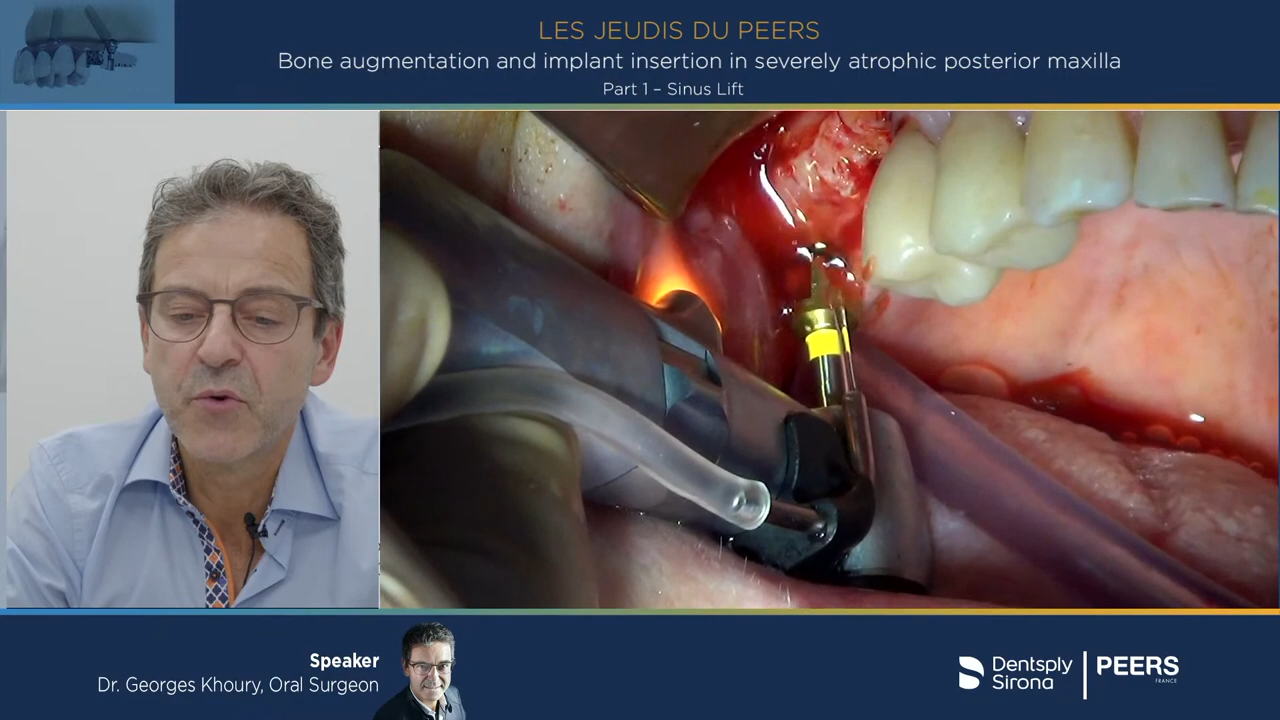 LES JEUDIS DU PEERS
Bone augmentation and implant insertion in severely atrophic posterior maxilla
Part 1 – Sinus Lift
Speaker
Dr. Georges Khoury, Oral Surgeon
Dentsply
Sirona
PEERS
FRANCE